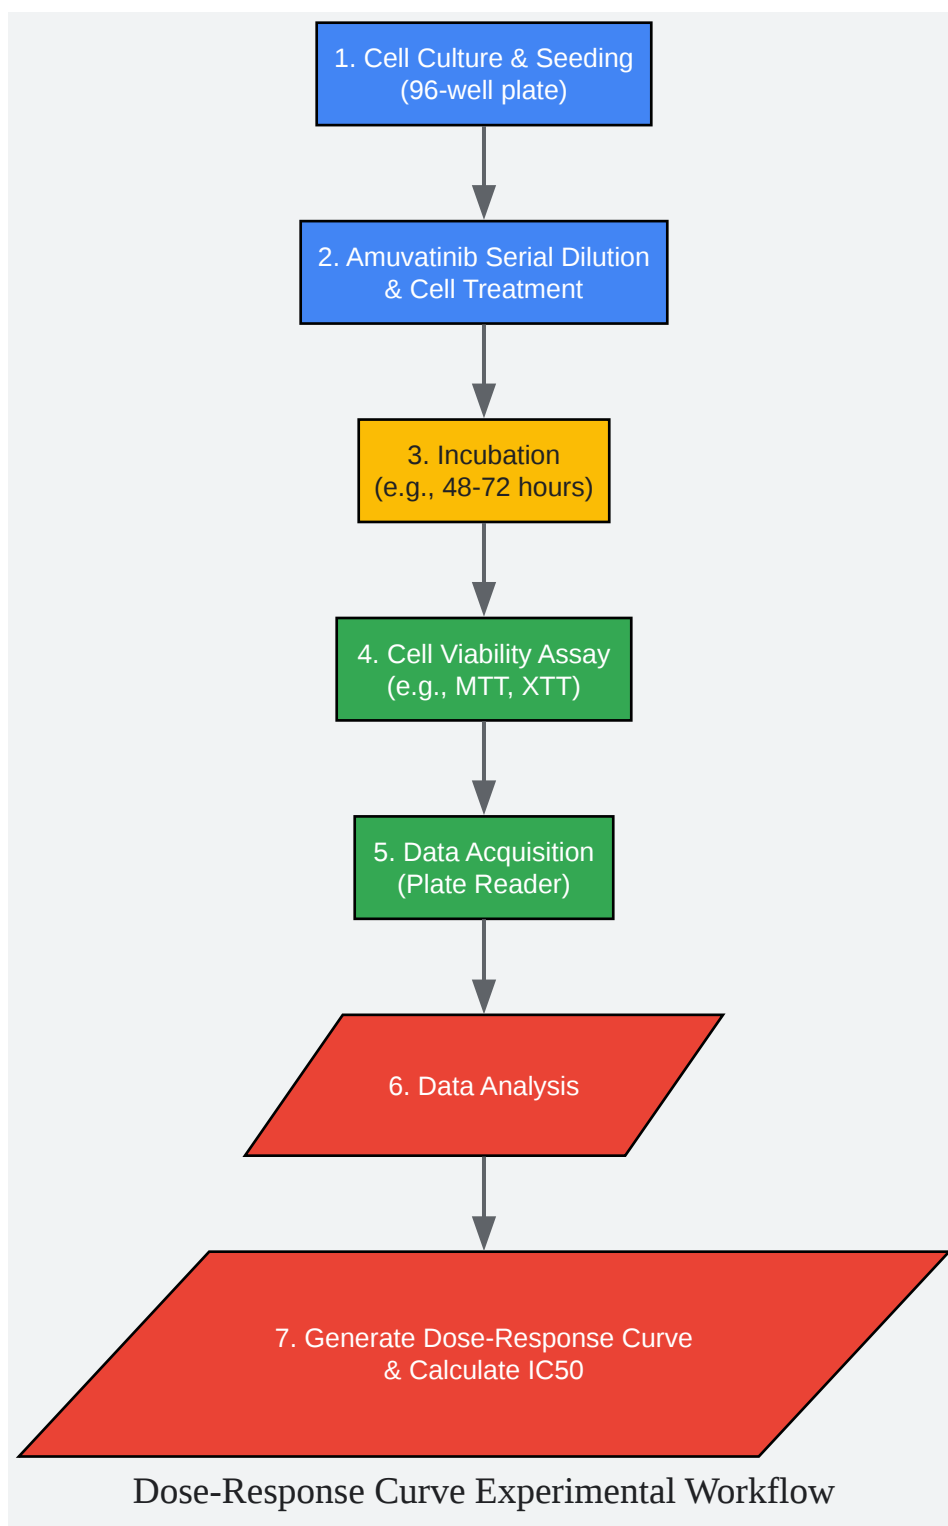 1. Cell Culture & Seeding
(96-well plate)
2. Amuvatinib Serial Dilution
& Cell Treatment
3. Incubation
(e.g., 48-72 hours)
4. Cell Viability Assay
(e.g., MTT, XTT)
5. Data Acquisition
(Plate Reader)
6. Data Analysis
7. Generate Dose-Response Curve
& Calculate IC50
Dose-Response Curve Experimental Workflow